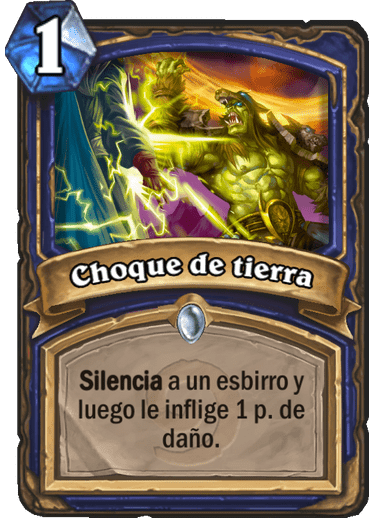 1
Choque de tierra
Silencia a un esbirro y
luego le inflige 1 p. de
daño.